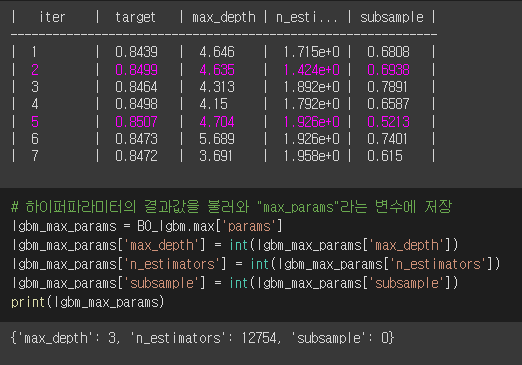 |   iter    |  target   | max_depth | n_esti... | subsample |
-------------------------------------------------------------
|  1        |  0.8439   |  4.646    |  1.715e+0 |  0.6808   |
|  2        |  0.8499   |  4.635    |  1.424e+0 |  0.6939   |
|  3        |  0.8464   |  4.313    |  1.892e+0 |  0.7891   |
|  4        |  0.8498   |  4.15     |  1.792e+0 |  0.6587   |
|  5        |  0.8507   |  4.704    |  1.926e+0 |  0.5213   |
|  6        |  0.8473   |  5.689    |  1.926e+0 |  0.7401   |
|  7        |  0.8472   |  3.691    |  1.958e+0 |  0.615    |
# 하이퍼파라미터의 결과값을 불러와 "max_params"라는 변수에 저장
lgbm_max_params = BO_lgbm.max['params']
lgbm_max_params['max_depth'] = int(lgbm_max_params['max_depth'])
lgbm_max_params['n_estimators'] = int(lgbm_max_params['n_estimators'])
lgbm_max_params['subsample'] = int(lgbm_max_params['subsample'])
print(lgbm_max_params)
{'max_depth': 3, 'n_estimators': 12754, 'subsample': 0}